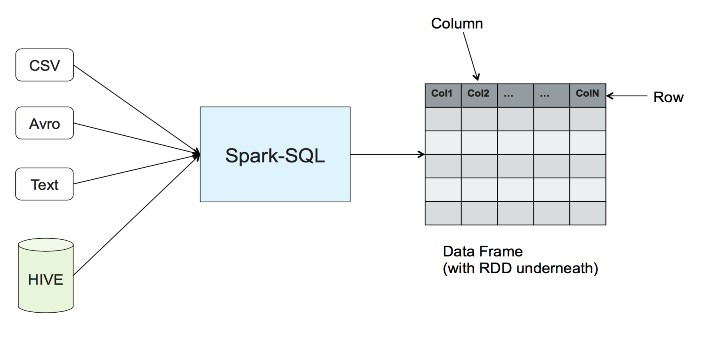 Column
CSV
Col1 Col2 ... ... ColN
Row
Avro
Spark-SQL
Text
Data Frame
(with RDD underneath)
HIVE